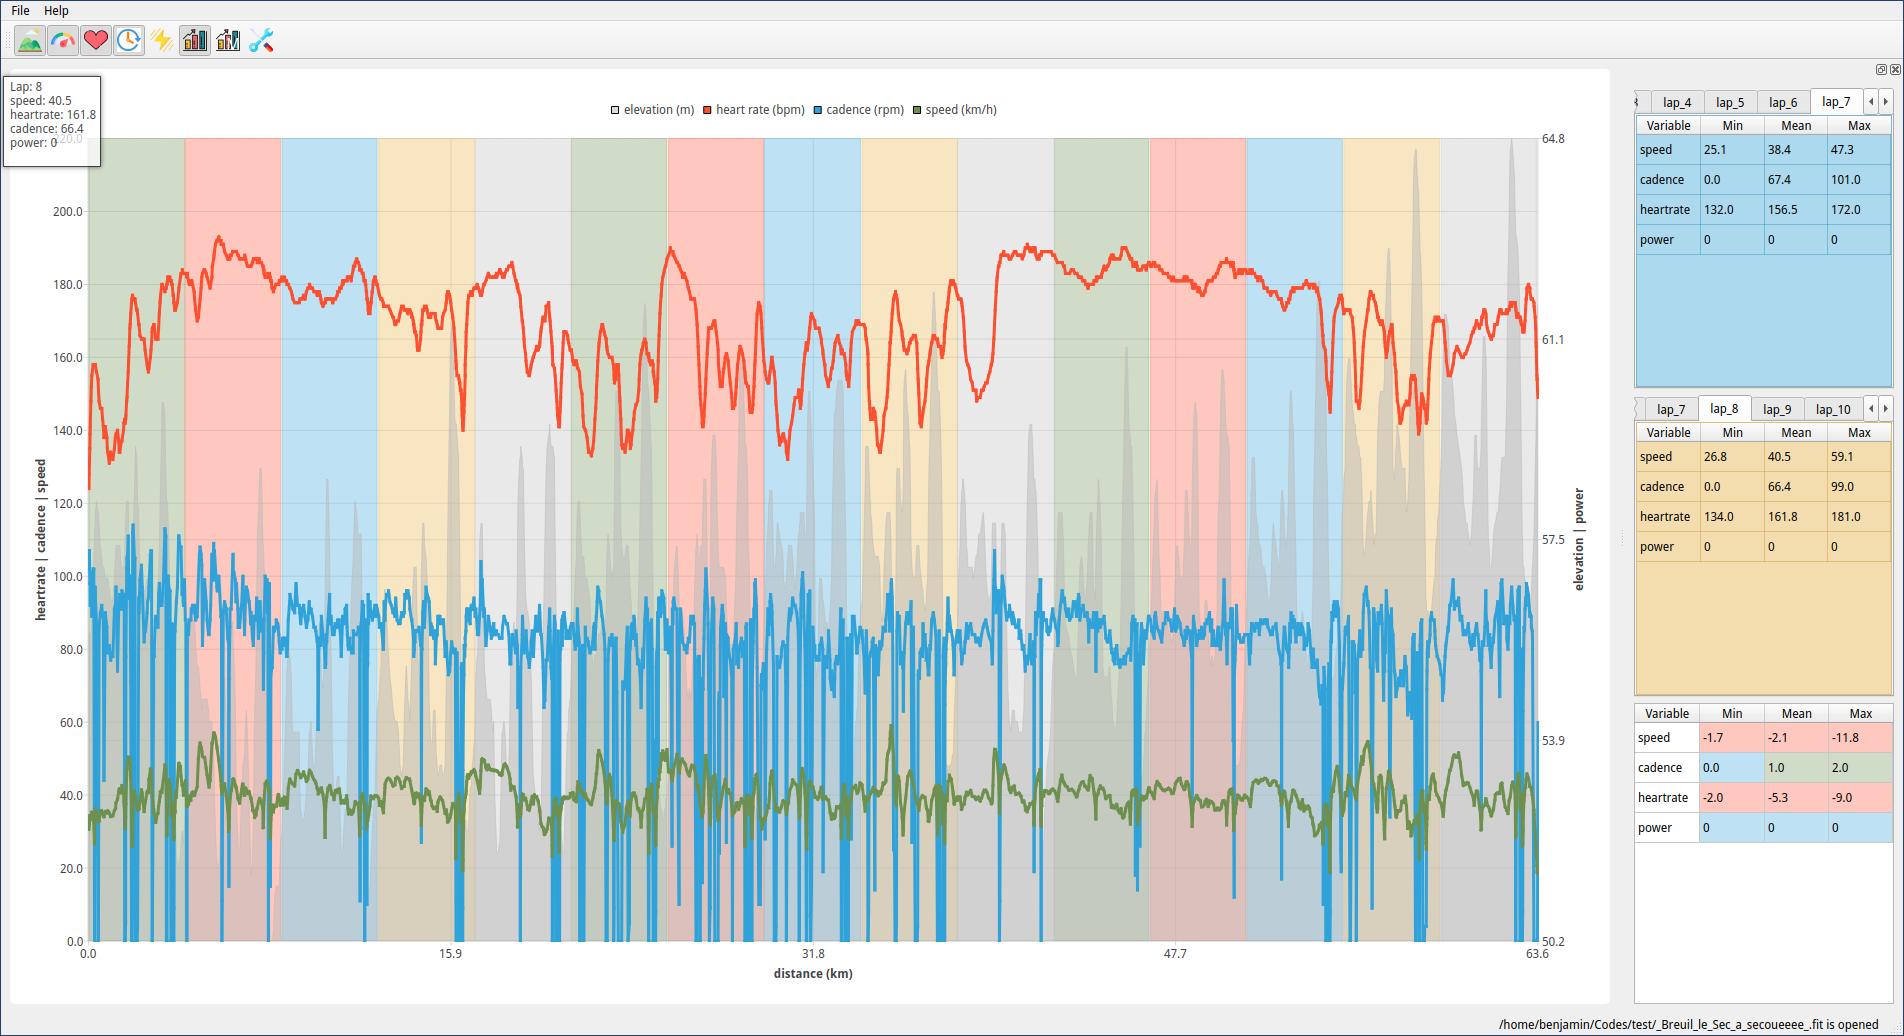 File Help
Lap: 8
speed: 40.5
heartrate: 161.8
cadence: 66.4
power: 0
elevation (m) heart rate (bpm) cadence (rpm) speed (km/h)
220.0
200.0
180.0
160.0
140.0
120.0
100.0
80.0
60.0
40.0
20.0
0.0
heartrate | cadence | speed
64.8
61.1
57.5
53.9
50.2
elevation | power
0.0 15.9 31.8 47.7 63.6
distance (km)
lap_4 lap_5 lap_6 lap_7
Variable Min Mean Max
speed 25.1 38.4 47.3
cadence 0.0 67.4 101.0
heartrate 132.0 156.5 172.0
power 0 0 0
lap_7 lap_8 lap_9 lap_10
Variable Min Mean Max
speed 26.8 40.5 59.1
cadence 0.0 66.4 99.0
heartrate 134.0 161.8 181.0
power 0 0 0
Variable Min Mean Max
speed -1.7 -2.1 -11.8
cadence 0.0 1.0 2.0
heartrate -2.0 -5.3 -9.0
power 0 0 0
/home/benjamin/Codes/test/_Breuil_le_Sec_a_secoueeee_.fit is opened